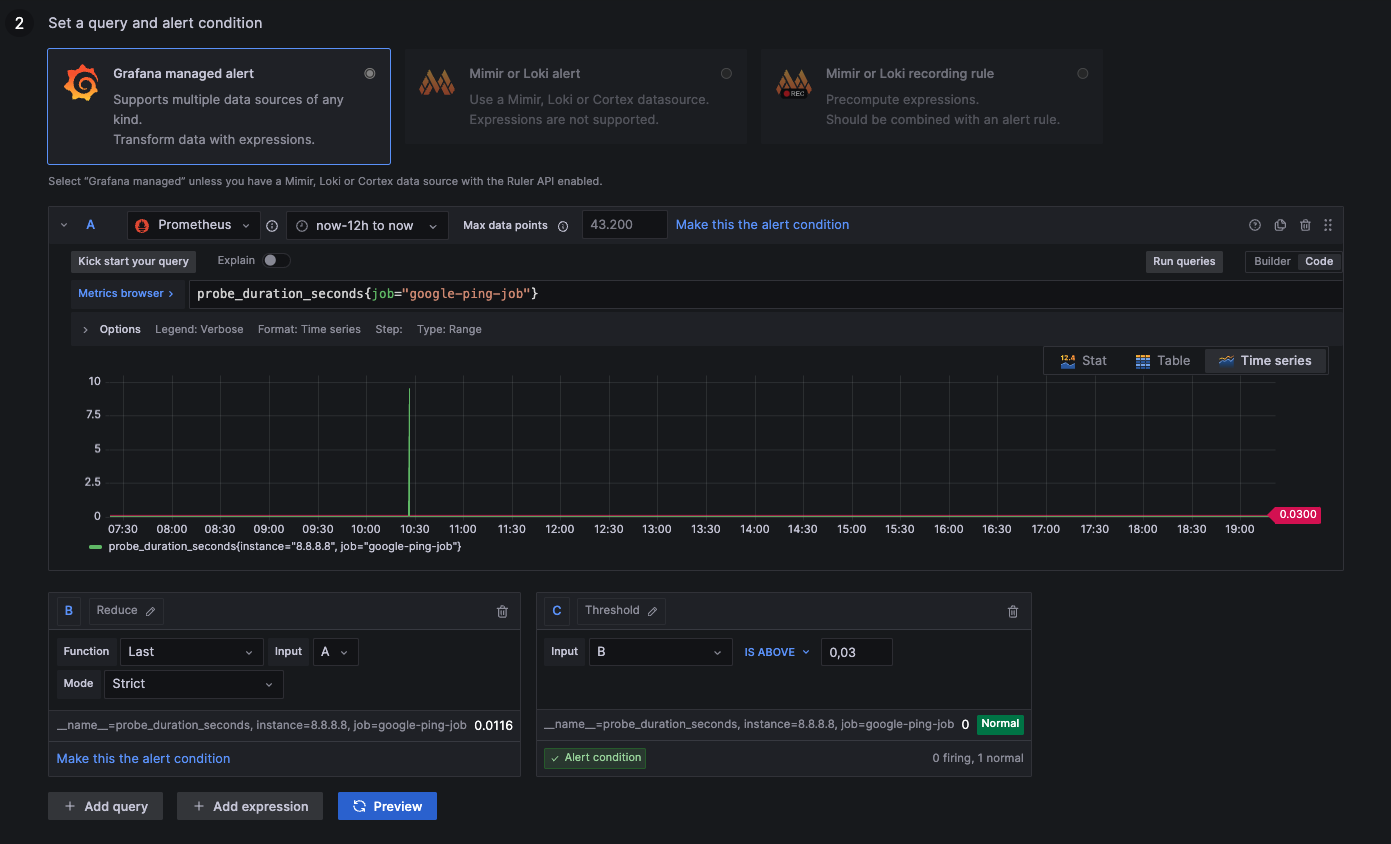 2 Set a query and alert condition
Grafana managed alert
Supports multiple data sources of any
kind.
Transform data with expressions.
Mimir or Loki alert
Use a Mimir, Loki or Cortex datasource.
Expressions are not supported.
REC
Mimir or Loki recording rule
Precompute expressions.
Should be combined with an alert rule.
Select "Grafana managed" unless you have a Mimir, Loki or Cortex data source with the Ruler API enabled.
A Prometheus now-12h to now Max data points 43.200 Make this the alert condition
Kick start your query Explain Run queries Builder Code
Metrics browser > probe_duration_seconds{job="google-ping-job"}
> Options Legend: Verbose Format: Time series Step: Type: Range
12.4 Stat Table Time series
10
7.5
5
2.5
0
0.0300
07:30 08:00 08:30 09:00 09:30 10:00 10:30 11:00 11:30 12:00 12:30 13:00 13:30 14:00 14:30 15:00 15:30 16:00 16:30 17:00 17:30 18:00 18:30 19:00
probe_duration_seconds{instance="8.8.8.8", job="google-ping-job"}
B Reduce
Function Last Input A
Mode Strict
__name__=probe_duration_seconds, instance=8.8.8.8, job=google-ping-job 0.0116
Make this the alert condition
C Threshold
Input B IS ABOVE 0,03
__name__=probe_duration_seconds, instance=8.8.8.8, job=google-ping-job 0 Normal
Alert condition 0 firing, 1 normal
+ Add query + Add expression Preview